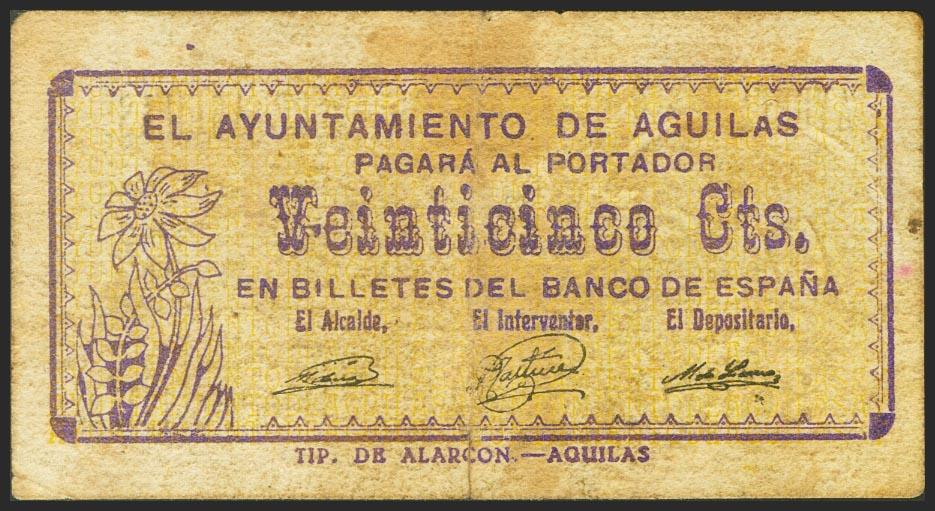 EL AYUNTAMIENTO DE AGUILAS
PAGARÁ AL PORTADOR
Veinticinco Cts.
EN BILLETES DEL BANCO DE ESPAÑA
El Alcalde, El Interventor, El Depositario,
TIP. DE ALARCON.—AGUILAS